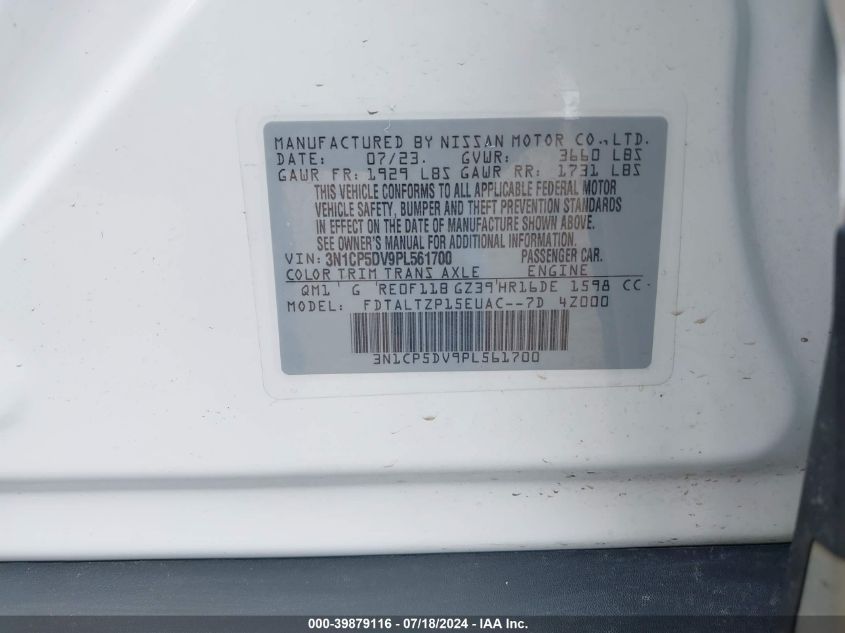 MANUFACTURED BY NISSAN MOTOR CO.,LTD.
DATE: 07/23. GVWR: 3660 LBS
GAWR FR: 1929 LBS GAWR RR: 1731 LBS
THIS VEHICLE CONFORMS TO ALL APPLICABLE FEDERAL MOTOR
VEHICLE SAFETY, BUMPER AND THEFT PREVENTION STANDARDS
IN EFFECT ON THE DATE OF MANUFACTURE SHOWN ABOVE.
SEE OWNER'S MANUAL FOR ADDITIONAL INFORMATION.
VIN: 3N1CP5DV9PL561700 PASSENGER CAR.
COLOR TRIM TRANS AXLE ENGINE
QM1 G RE0F11B GZ39 HR16DE 1598 CC.
MODEL: FDTALTZP15EUAC--7D 4Z000
3N1CP5DV9PL561700
000-39879116 | 07/18/2024 | IAA Inc.